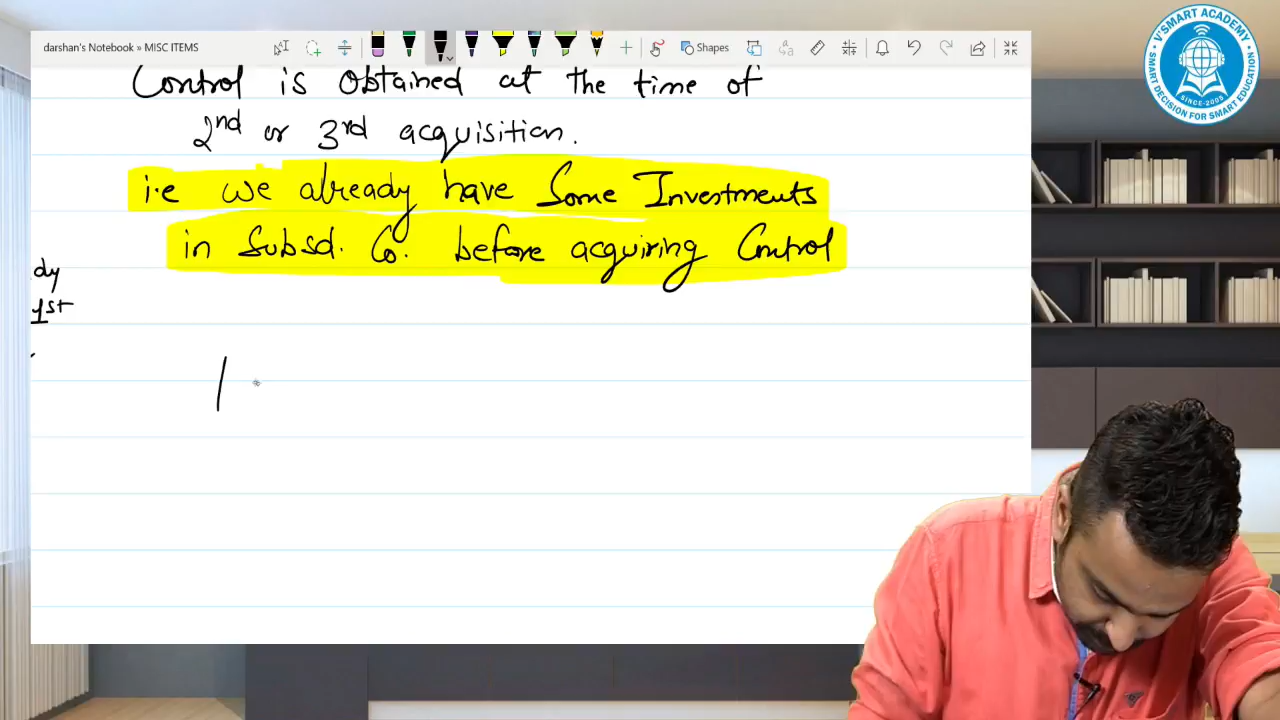 darshan's Notebook » MISC ITEMS
Shapes
Control is Obtained at the time of
2nd or 3rd acquisition.
i.e we already have Some Investments
in Subsd. Co. before acquiring Control
dy
yst
V'SMART ACADEMY
SINCE-2005
SMART DECISION FOR SMART EDUCATION